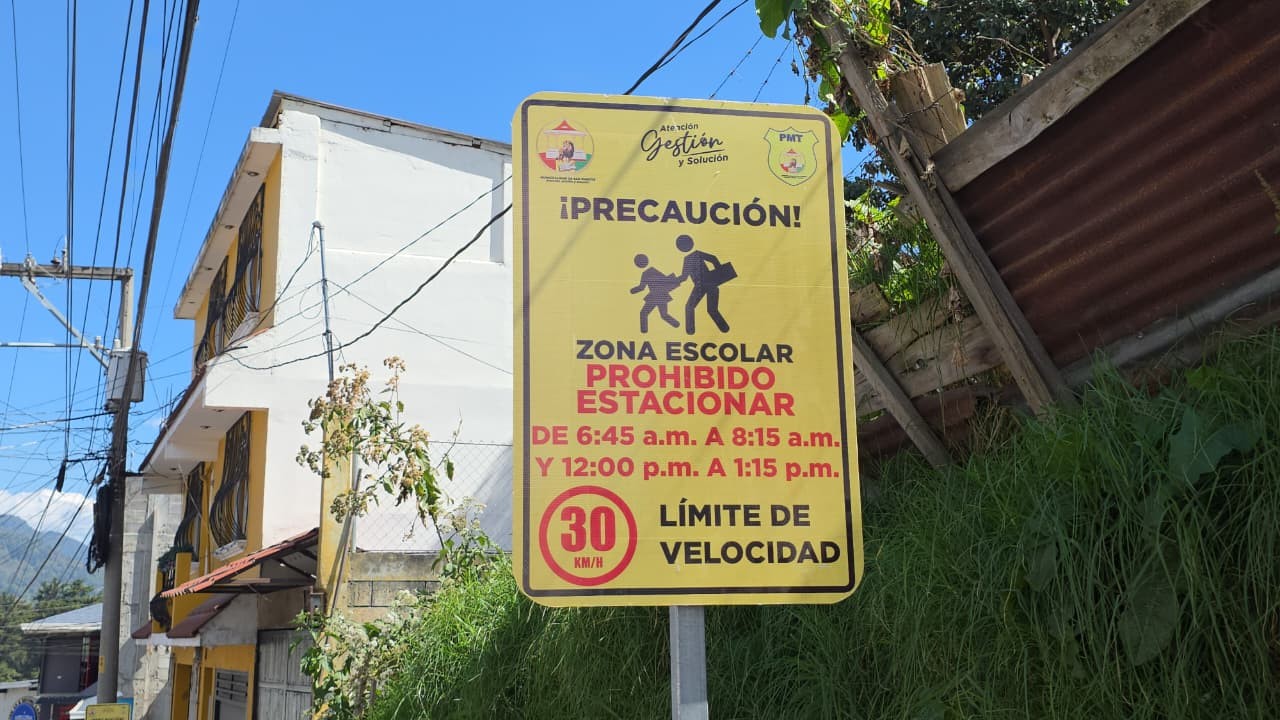 Atención
Gestión
y Solución
PMT
¡PRECAUCIÓN!
ZONA ESCOLAR
PROHIBIDO
ESTACIONAR
DE 6:45 a.m. A 8:15 a.m.
Y 12:00 p.m. A 1:15 p.m.
30
KM/H
LÍMITE DE
VELOCIDAD